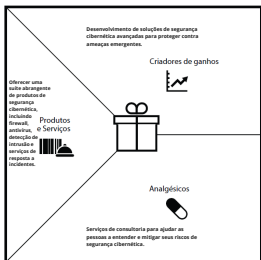 Desenvolvimento de soluções de segurança
cibernética avançadas para proteger contra
ameaças emergentes.
Criadores de ganhos
Oferecer uma
suíte abrangente
de produtos de
segurança
cibernética,
incluindo
firewall,
antivírus,
detecção de
intrusão e
serviços de
resposta a
incidentes.
Produtos
e Serviços
Analgésicos
Serviços de consultoria para ajudar as
pessoas a entender e mitigar seus riscos de
segurança cibernética.